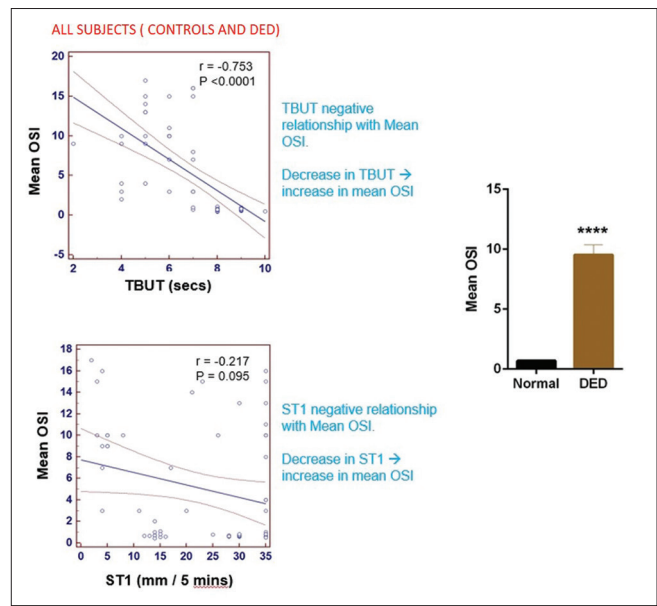 ALL SUBJECTS ( CONTROLS AND DED)
20
15
10
5
0
-5
Mean OSI
r = -0.753
P <0.0001
2 4 6 8 10
TBUT (secs)
TBUT negative
relationship with Mean
OSI.
Decrease in TBUT →
increase in mean OSI
15
10
5
0
Mean OSI
****
Normal DED
18
16
14
12
10
8
6
4
2
0
Mean OSI
r = -0.217
P = 0.095
0 5 10 15 20 25 30 35
ST1 (mm / 5 mins)
ST1 negative relationship
with Mean OSI.
Decrease in ST1 →
increase in mean OSI